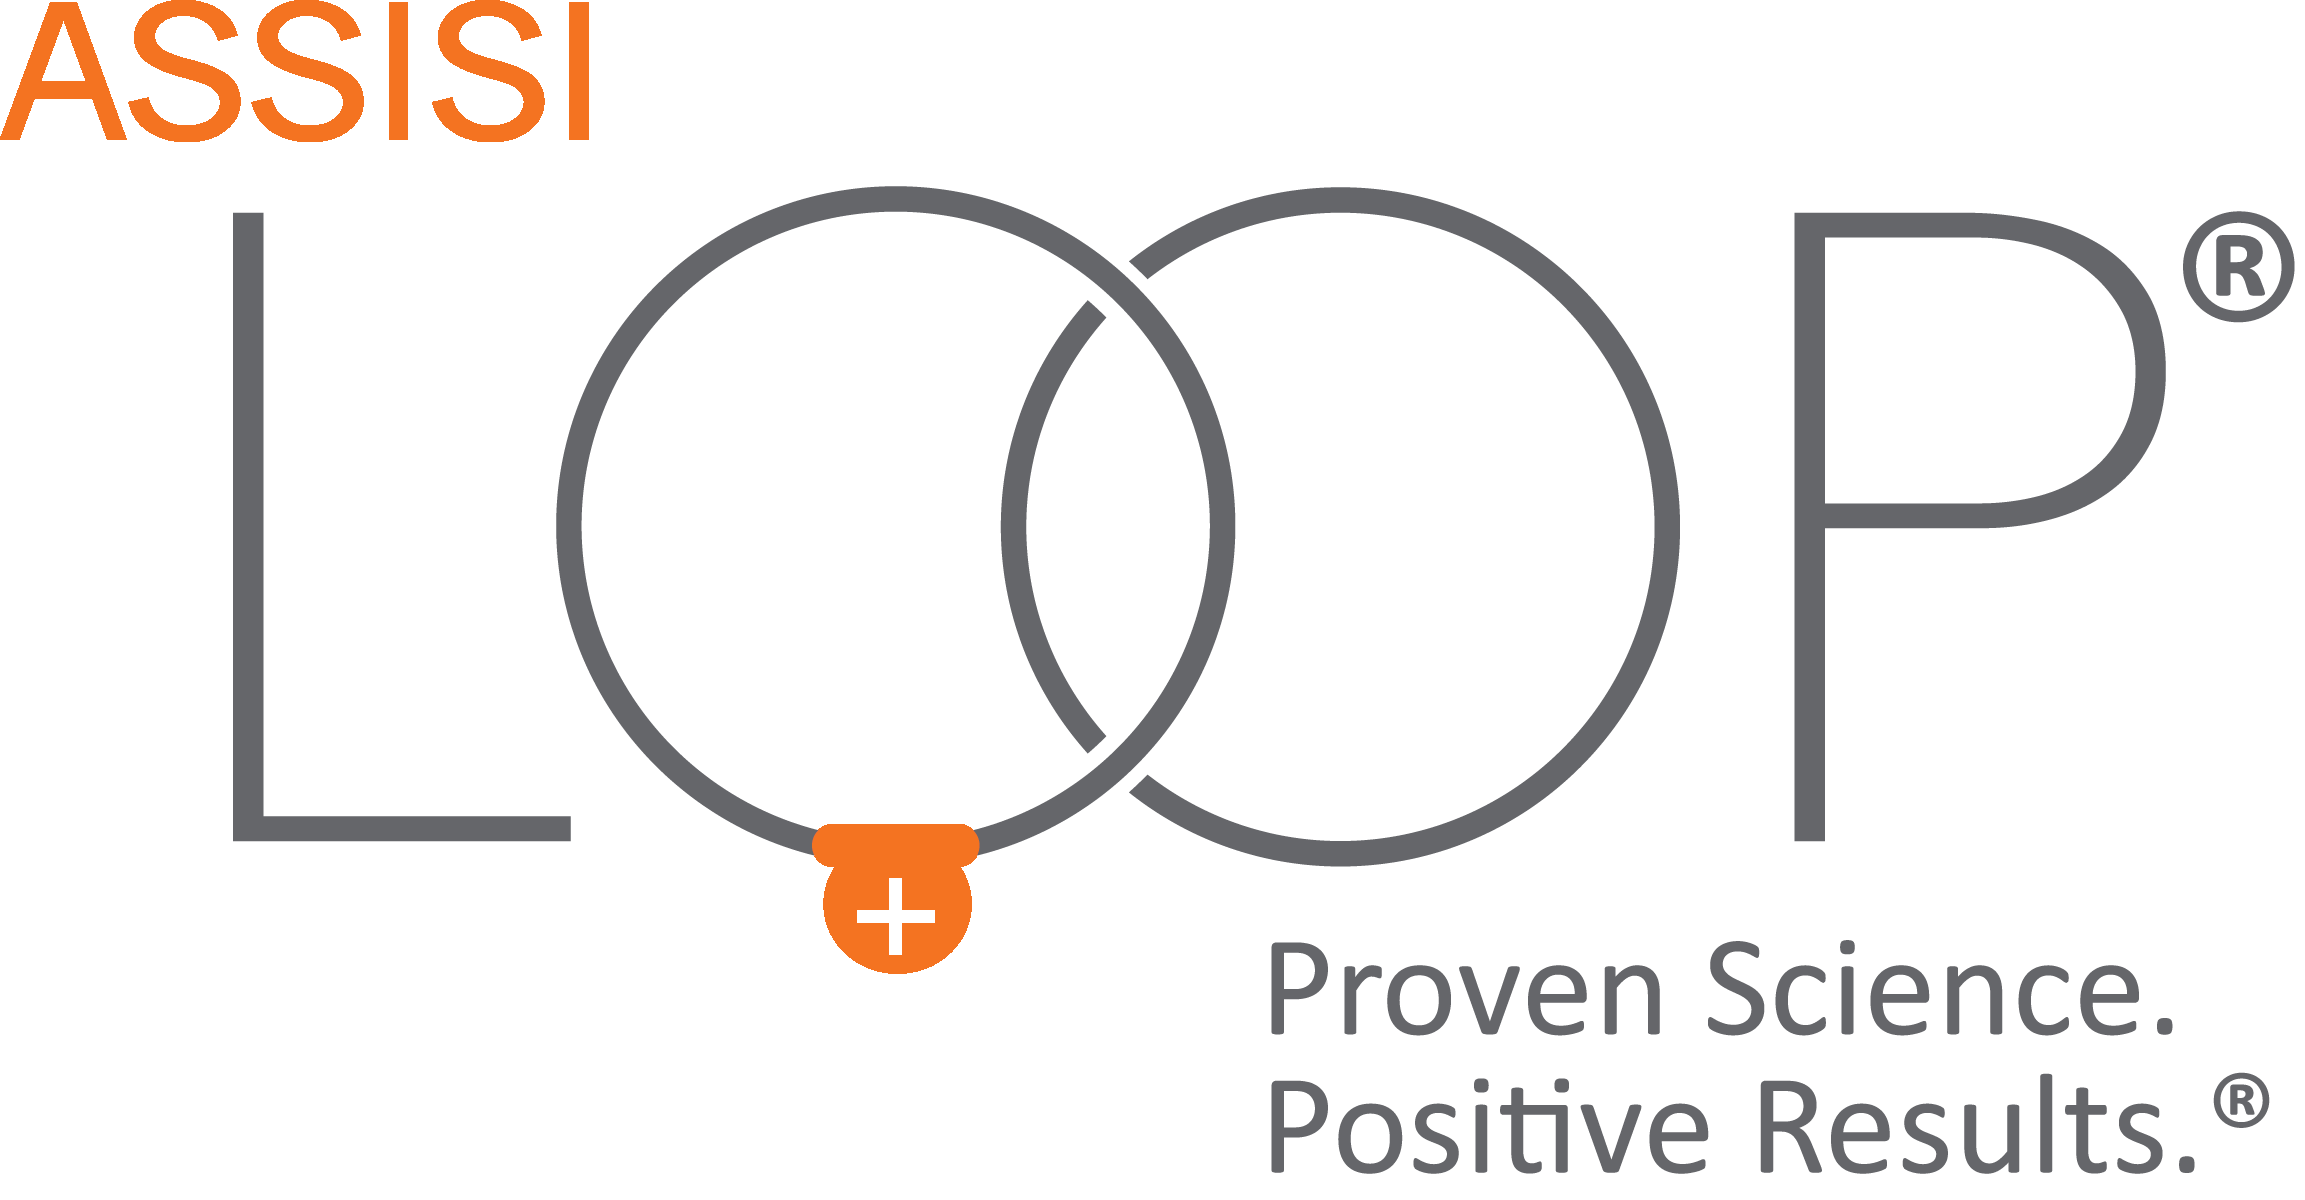 ASSISI
LOOP®
Proven Science.
Positive Results.®